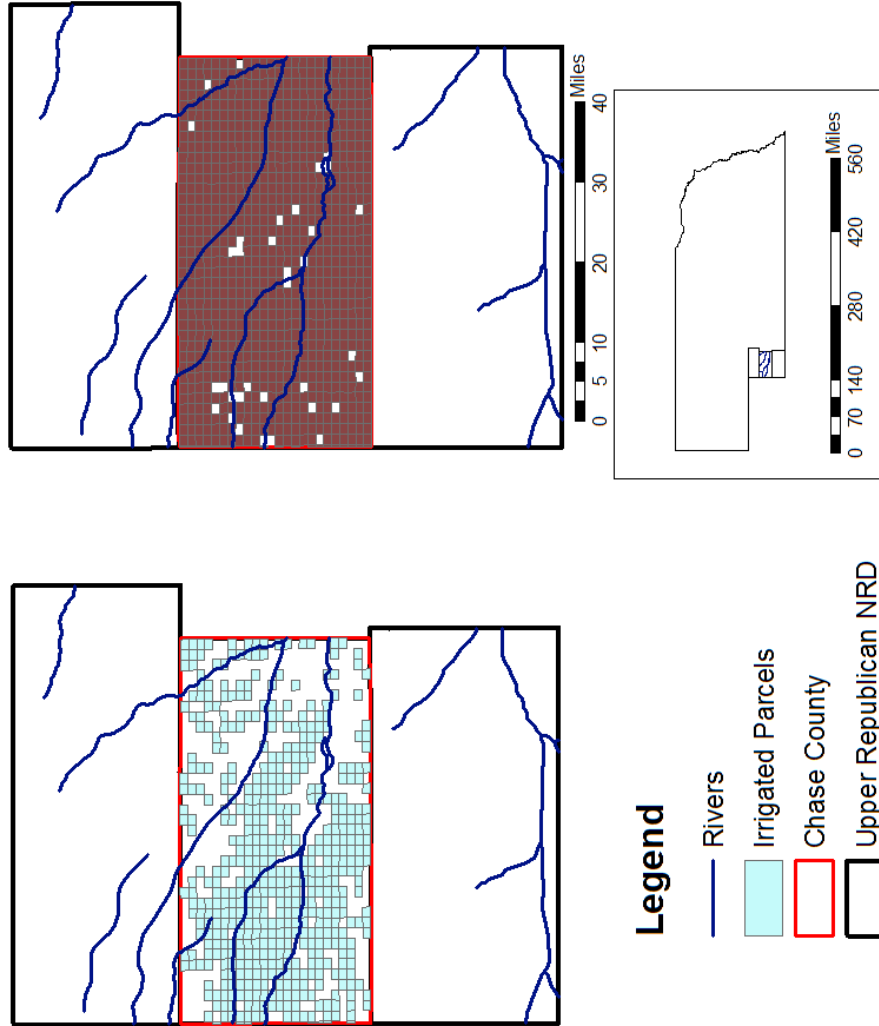 Miles
0 5 10 20 30 40
Miles
0 70 140 280 420 560
Legend
Rivers
Irrigated Parcels
Chase County
Upper Republican NRD